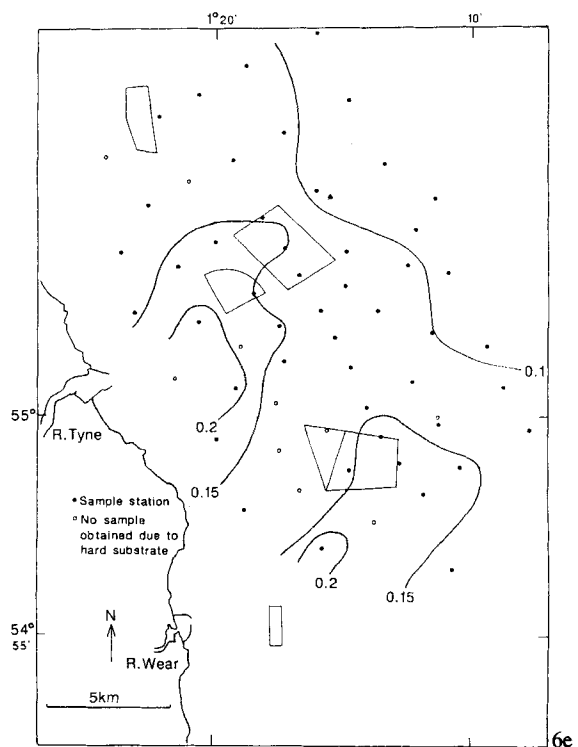 1° 20'
10'
0.1
55°
R.Tyne
0.2
0.15
• Sample station
° No sample
obtained due to
hard substrate
0.2
0.15
N
54°
55'
R.Wear
5km
6e